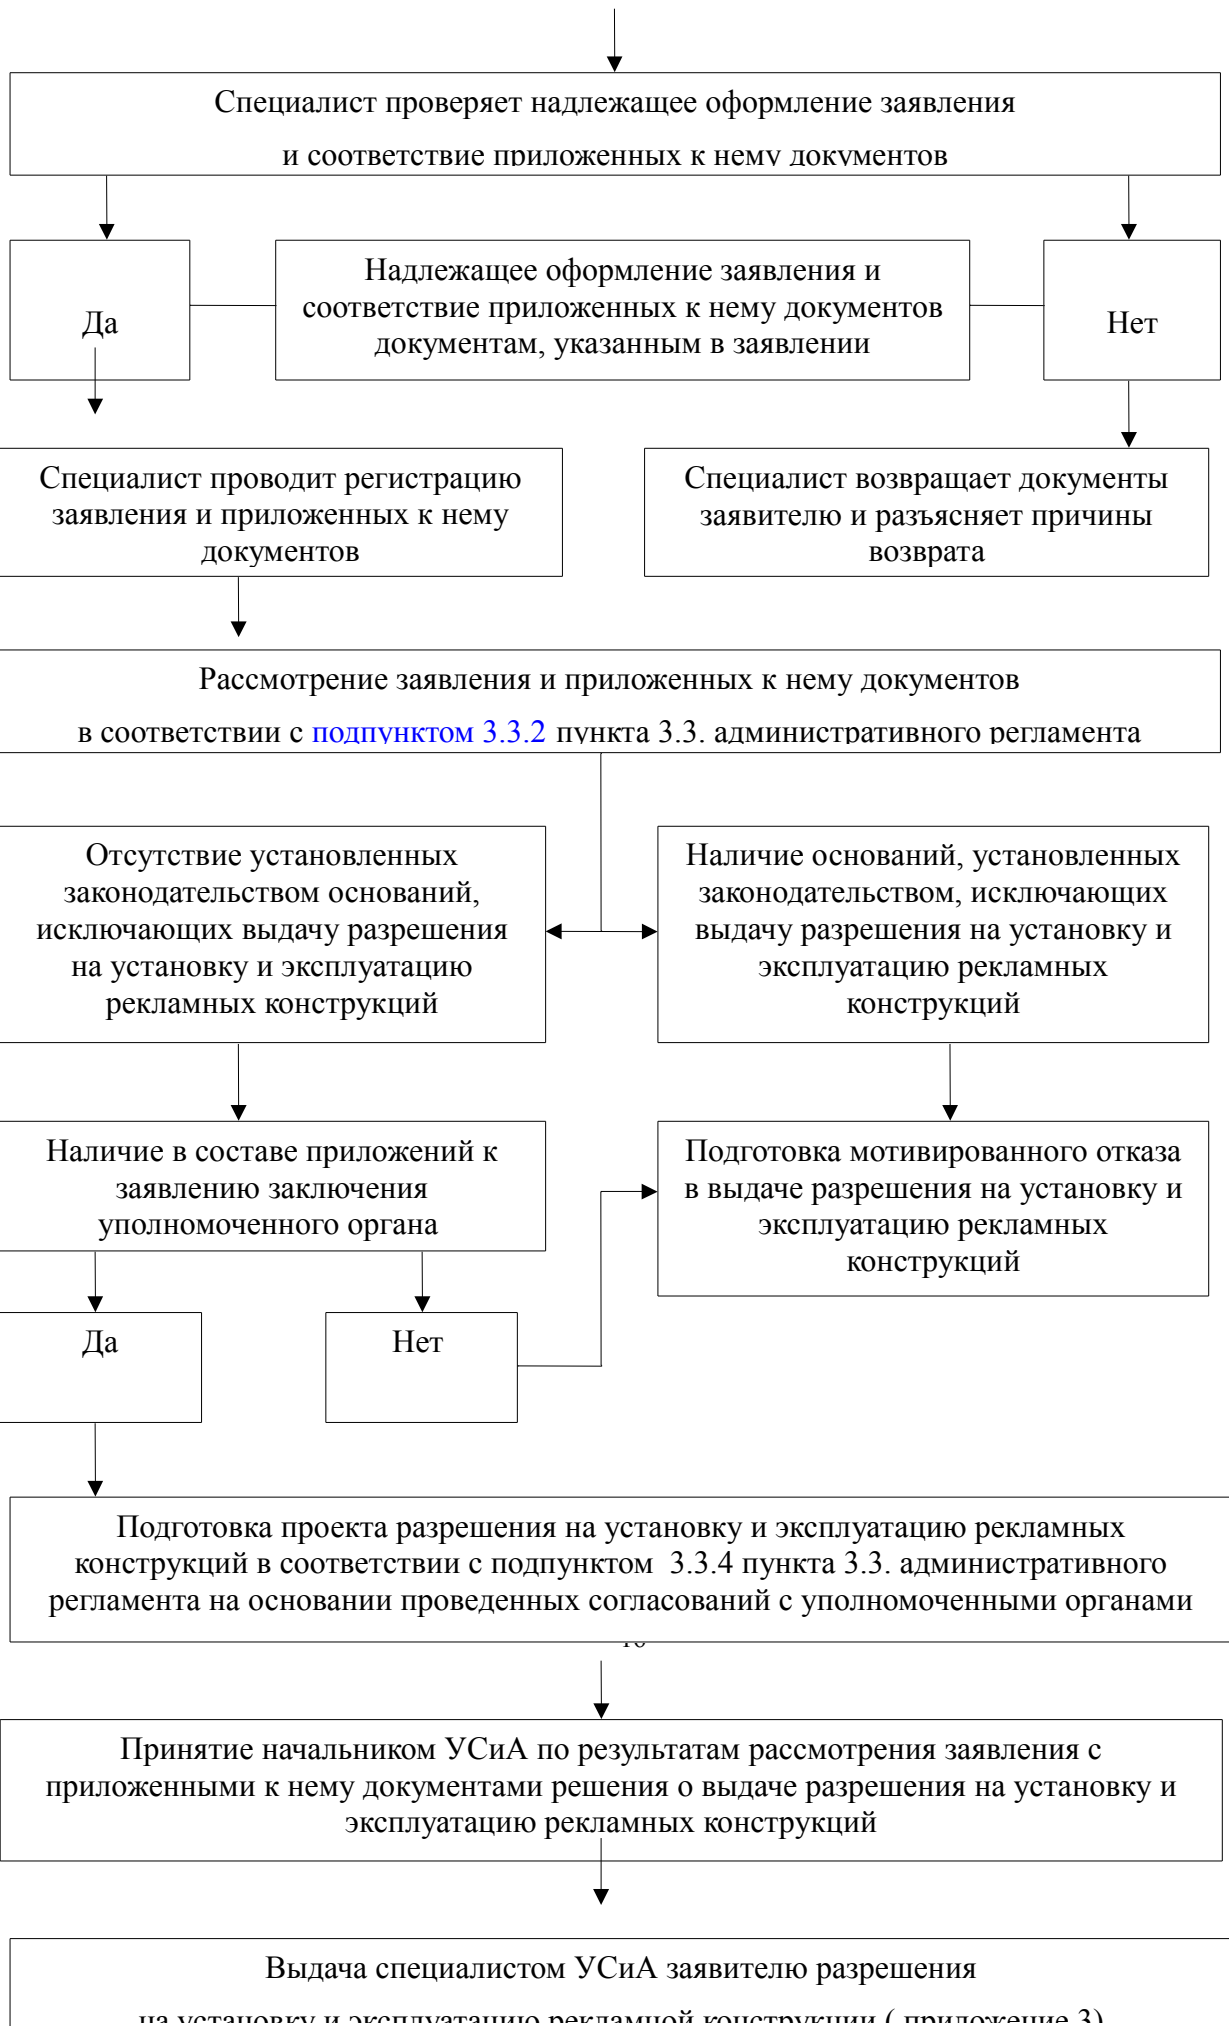 Специалист проверяет надлежащее оформление заявления
и соответствие приложенных к нему документов
Да
Надлежащее оформление заявления и
соответствие приложенных к нему документов
документам, указанным в заявлении
Нет
Специалист проводит регистрацию
заявления и приложенных к нему
документов
Специалист возвращает документы
заявителю и разъясняет причины
возврата
Рассмотрение заявления и приложенных к нему документов
в соответствии с подпунктом 3.3.2 пункта 3.3. административного регламента
Отсутствие установленных
законодательством оснований,
исключающих выдачу разрешения
на установку и эксплуатацию
рекламных конструкций
Наличие оснований, установленных
законодательством, исключающих
выдачу разрешения на установку и
эксплуатацию рекламных
конструкций
Наличие в составе приложений к
заявлению заключения
уполномоченного органа
Подготовка мотивированного отказа
в выдаче разрешения на установку и
эксплуатацию рекламных
конструкций
Да
Нет
Подготовка проекта разрешения на установку и эксплуатацию рекламных
конструкций в соответствии с подпунктом 3.3.4 пункта 3.3. административного
регламента на основании проведенных согласований с уполномоченными органами
Принятие начальником УСиА по результатам рассмотрения заявления с
приложенными к нему документами решения о выдаче разрешения на установку и
эксплуатацию рекламных конструкций
Выдача специалистом УСиА заявителю разрешения
на установку и эксплуатацию рекламной конструкции ( приложение 3)